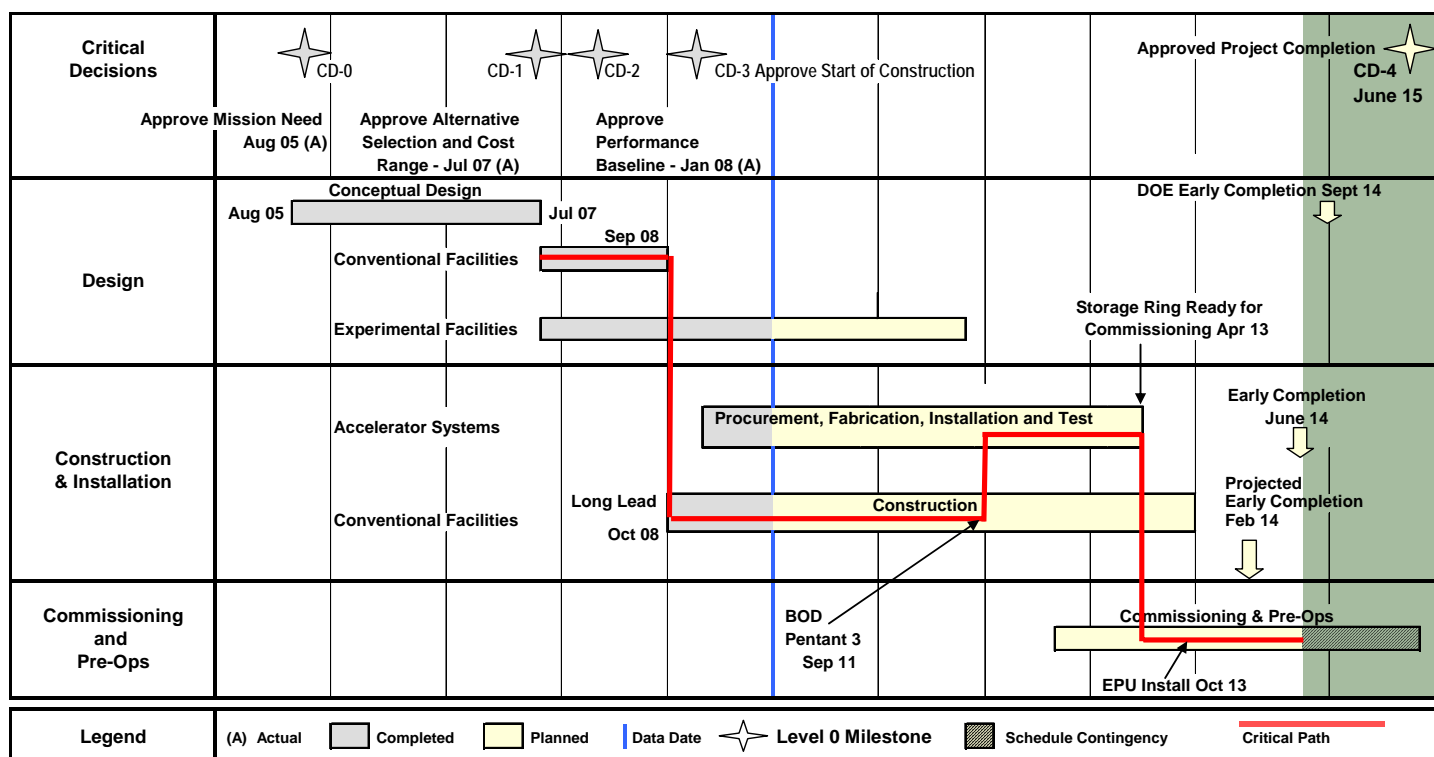 Critical
Decisions
CD-0
CD-1
CD-2
CD-3 Approve Start of Construction
Approved Project Completion
CD-4
June 15
Approve Mission Need
Aug 05 (A)
Approve Alternative
Selection and Cost
Range - Jul 07 (A)
Approve
Performance
Baseline - Jan 08 (A)
Design
Conceptual Design
Aug 05
Jul 07
DOE Early Completion Sept 14
Sep 08
Conventional Facilities
Experimental Facilities
Storage Ring Ready for
Commissioning Apr 13
Construction
& Installation
Accelerator Systems
Procurement, Fabrication, Installation and Test
Early Completion
June 14
Long Lead
Conventional Facilities
Oct 08
Construction
Projected
Early Completion
Feb 14
Commissioning
and
Pre-Ops
BOD
Pentant 3
Sep 11
Commissioning & Pre-Ops
EPU Install Oct 13
Legend
(A) Actual
Completed
Planned
Data Date
Level 0 Milestone
Schedule Contingency
Critical Path